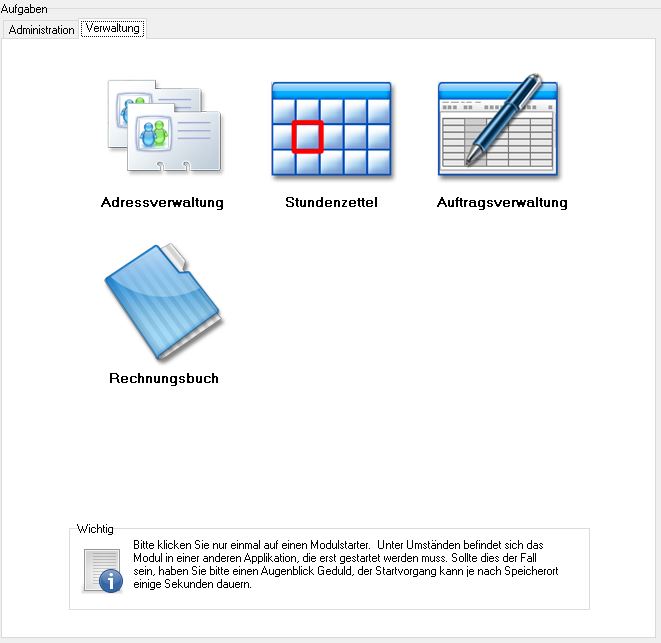 Aufgaben
Administration
Verwaltung
Adressverwaltung
Stundenzettel
Auftragsverwaltung
Rechnungsbuch
Wichtig
Bitte klicken Sie nur einmal auf einen Modulstarter. Unter Umständen befindet sich das
Modul in einer anderen Applikation, die erst gestartet werden muss. Sollte dies der Fall
sein, haben Sie bitte einen Augenblick Geduld, der Startvorgang kann je nach Speicherort
einige Sekunden dauern.